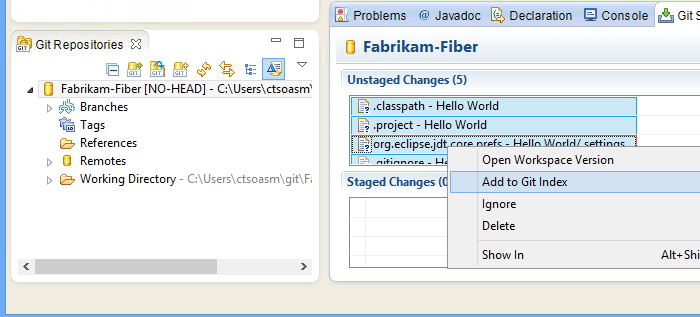 Git Repositories
Fabrikam-Fiber [NO-HEAD] - C:\Users\ctsoasm\
Branches
Tags
References
Remotes
Working Directory - C:\Users\ctsoasm\git\Fa
Problems @ Javadoc Declaration Console Git S
Fabrikam-Fiber
Unstaged Changes (5)
.classpath - Hello World
.project - Hello World
org.eclipse.jdt.core.prefs - Hello World/.settings
.gitignore - H
Staged Changes (0
Open Workspace Version
Add to Git Index
Ignore
Delete
Show In Alt+Shi